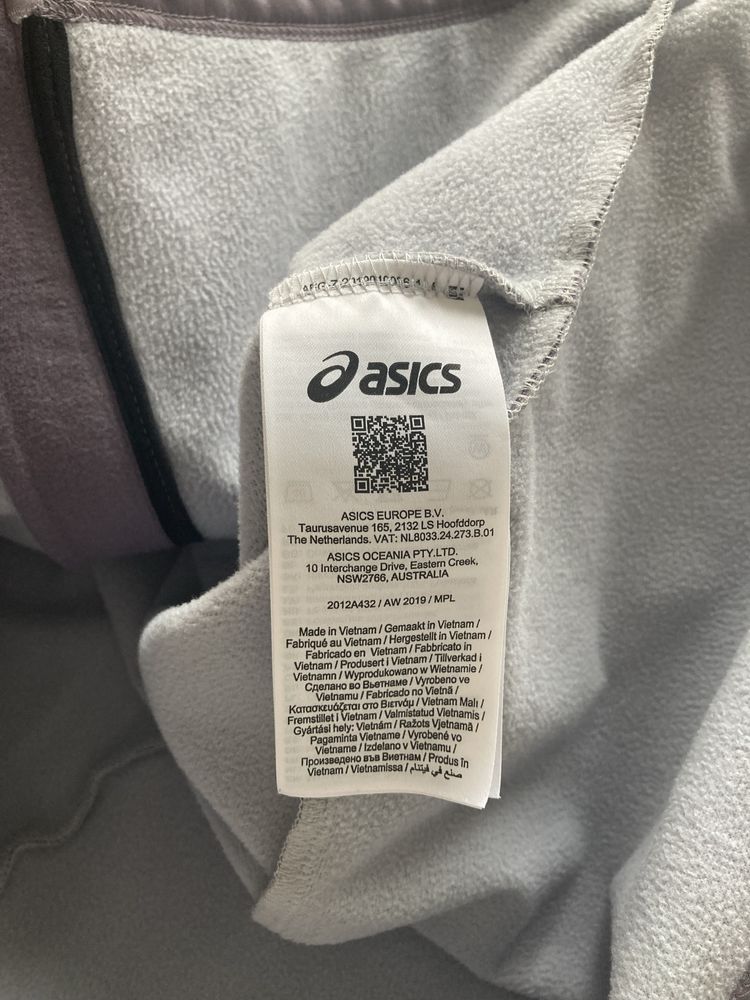 asics
ASICS EUROPE B.V.
Taurusavenue 165, 2132 LS Hoofddorp
The Netherlands. VAT: NL8033.24.273.B.01
ASICS OCEANIA PTY.LTD.
10 Interchange Drive, Eastern Creek,
NSW2766, AUSTRALIA
2012A432 / AW 2019 / MPL
Made in Vietnam / Gemaakt in Vietnam /
Fabriqué au Vietnam / Hergestellt in Vietnam /
Fabricado en Vietnam / Fabbricato in
Vietnam / Produsert i Vietnam / Tillverkad i
Vietnamn / Wyprodukowano w Wietnamie /
Сделано во Вьетнаме / Vyrobeno ve
Vietnamu / Fabricado no Vietnã /
Κατασκευάζεται στο Βιετνάμ / Vietnam Malı /
Fremstillet i Vietnam / Valmistatud Vietnamis /
Gyártási hely: Vietnám / Ražots Vjetnamā /
Pagaminta Vietname / Vyrobené vo
Vietname / Izdelano v Vietnamu /
Произведено във Виетнам / Produs în
Vietnam / Vietnamissa / صنع في فيتنام